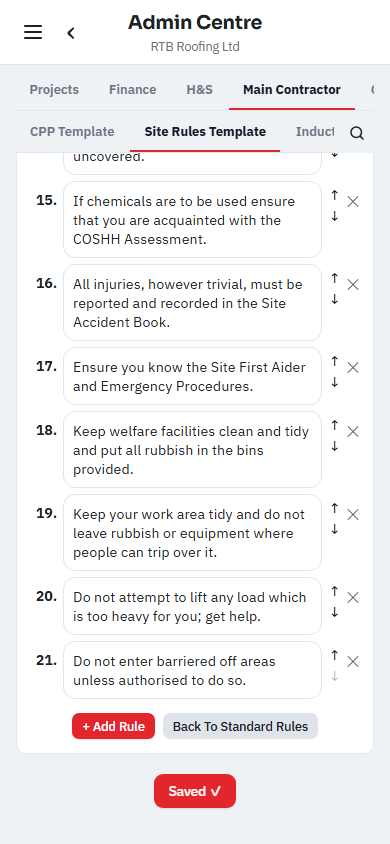 Admin Centre
RTB Roofing Ltd
Projects Finance H&S Main Contractor
CPP Template Site Rules Template Induct
uncovered.
15. If chemicals are to be used ensure
that you are acquainted with the
COSHH Assessment.
16. All injuries, however trivial, must be
reported and recorded in the Site
Accident Book.
17. Ensure you know the Site First Aider
and Emergency Procedures.
18. Keep welfare facilities clean and tidy
and put all rubbish in the bins
provided.
19. Keep your work area tidy and do not
leave rubbish or equipment where
people can trip over it.
20. Do not attempt to lift any load which
is too heavy for you; get help.
21. Do not enter barriered off areas
unless authorised to do so.
+ Add Rule Back To Standard Rules
Saved ✓